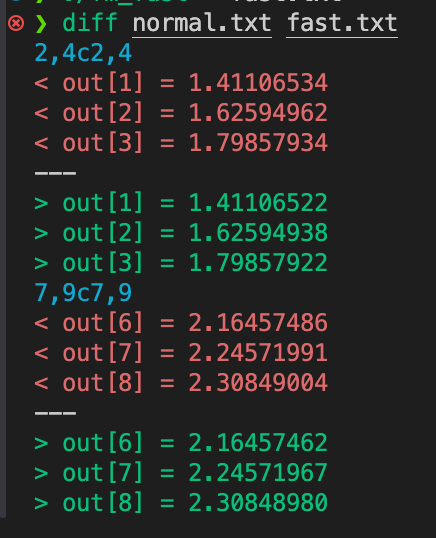 ❯ diff normal.txt fast.txt
2,4c2,4
< out[1] = 1.41106534
< out[2] = 1.62594962
< out[3] = 1.79857934
---
> out[1] = 1.41106522
> out[2] = 1.62594938
> out[3] = 1.79857922
7,9c7,9
< out[6] = 2.16457486
< out[7] = 2.24571991
< out[8] = 2.30849004
---
> out[6] = 2.16457462
> out[7] = 2.24571967
> out[8] = 2.30848980